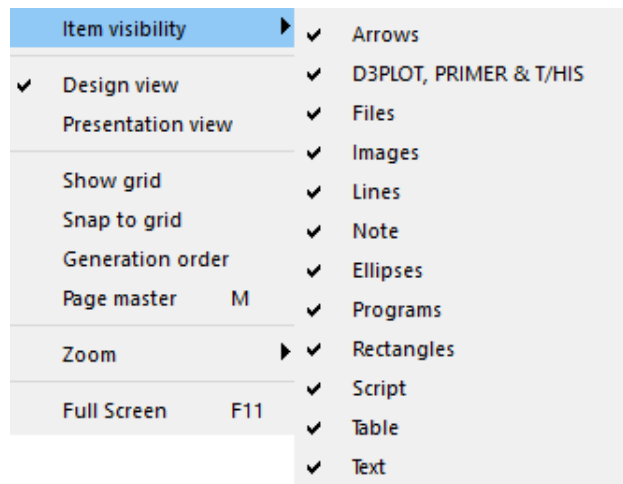 Item visibility
Design view
Presentation view
Show grid
Snap to grid
Generation order
Page master M
Zoom
Full Screen F11
Arrows
D3PLOT, PRIMER & T/HIS
Files
Images
Lines
Note
Ellipses
Programs
Rectangles
Script
Table
Text